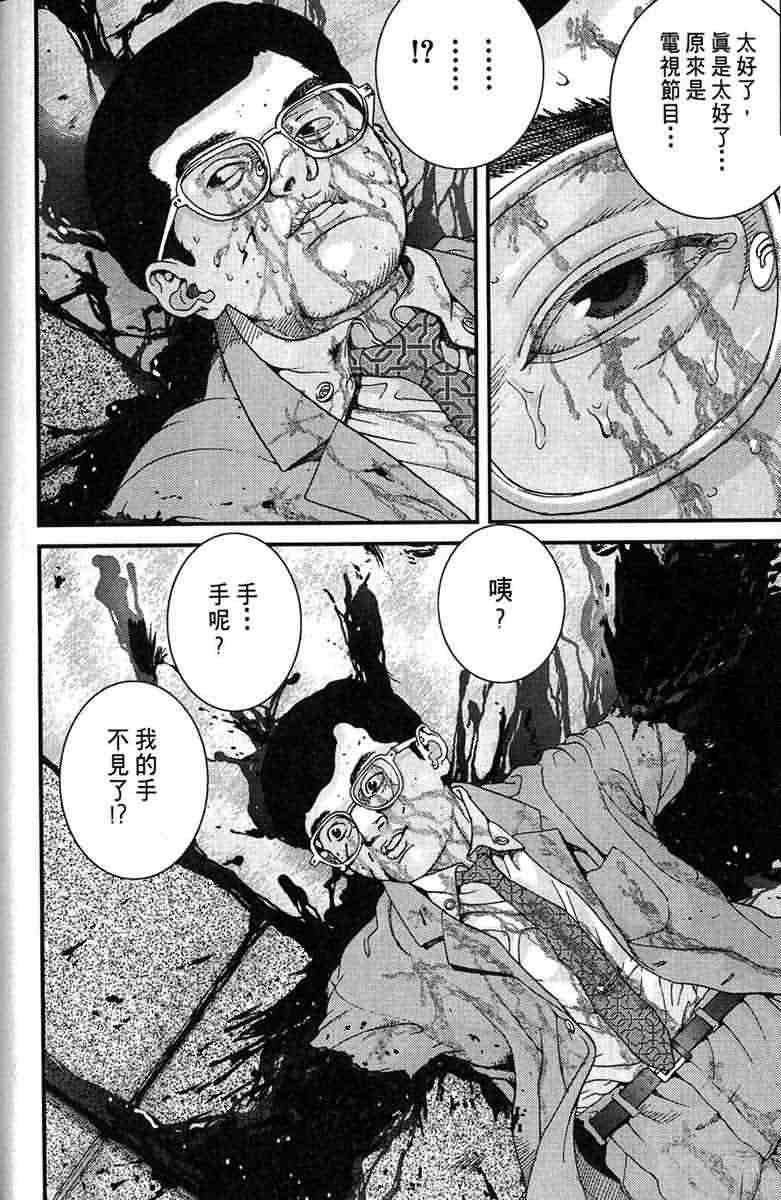 太好了，
眞是太好了…
原來是
電視節目…
……
……
!?
咦？
手…
手呢？
我的手
不見了!?